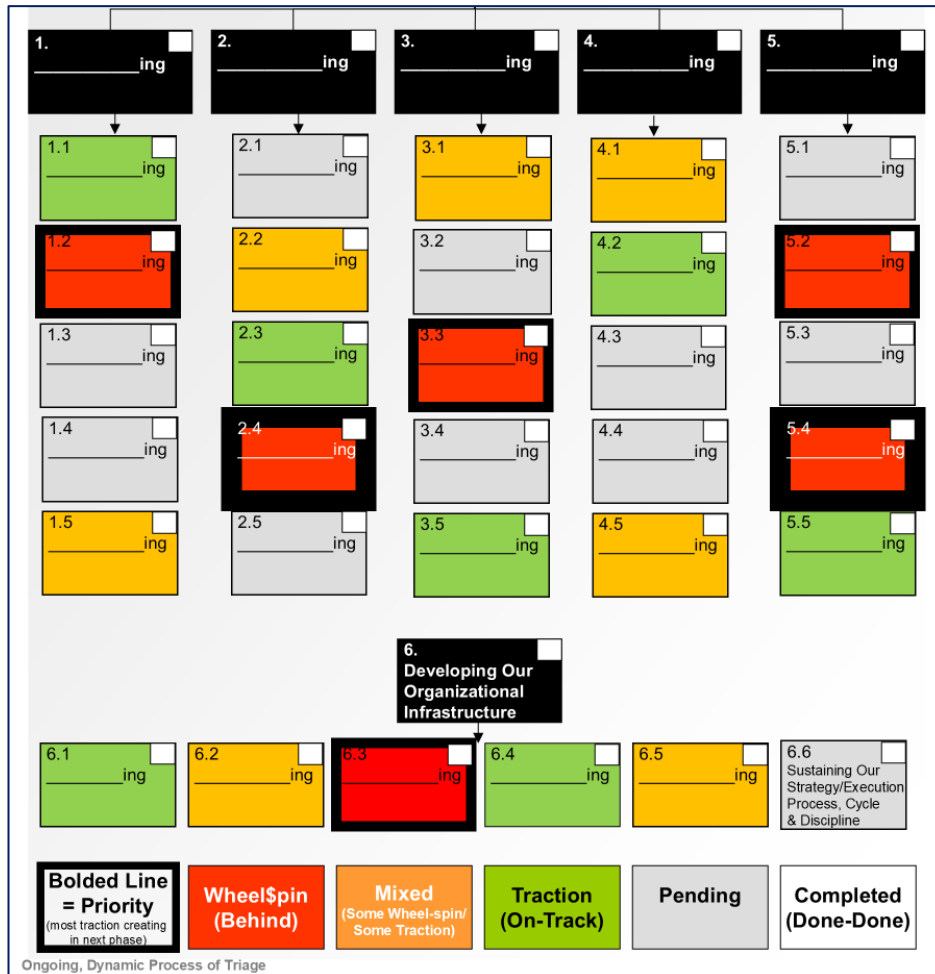 1.
__________ing
2.
__________ing
3.
__________ing
4.
__________ing
5.
__________ing
1.1
__________ing
2.1
__________ing
3.1
__________ing
4.1
__________ing
5.1
__________ing
1.2
__________ing
2.2
__________ing
3.2
__________ing
4.2
__________ing
5.2
__________ing
1.3
__________ing
2.3
__________ing
3.3
__________ing
4.3
__________ing
5.3
__________ing
1.4
__________ing
2.4
__________ing
3.4
__________ing
4.4
__________ing
5.4
__________ing
1.5
__________ing
2.5
__________ing
3.5
__________ing
4.5
__________ing
5.5
__________ing
6.
Developing Our
Organizational
Infrastructure
6.1
__________ing
6.2
__________ing
6.3
__________ing
6.4
__________ing
6.5
__________ing
6.6
Sustaining Our
Strategy/Execution
Process, Cycle
& Discipline
Bolded Line
= Priority
(most traction creating
in next phase)
Wheel$pin
(Behind)
Mixed
(Some Wheel-spin/
Some Traction)
Traction
(On-Track)
Pending
Completed
(Done-Done)
Ongoing, Dynamic Process of Triage